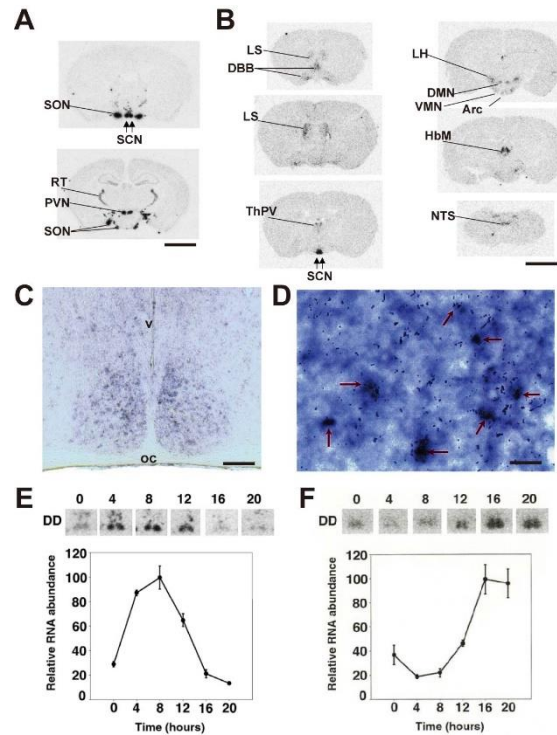 A
SON
SCN
RT
PVN
SON
B
LS
DBB
LS
ThPV
SCN
LH
DMN
VMN
Arc
HbM
NTS
C
V
OC
D
E
0 4 8 12 16 20
DD
Relative RNA abundance
120
100
80
60
40
20
0
0 4 8 12 16 20
Time (hours)
F
0 4 8 12 16 20
DD
Relative RNA abundance
120
100
80
60
40
20
0
0 4 8 12 16 20
Time (hours)